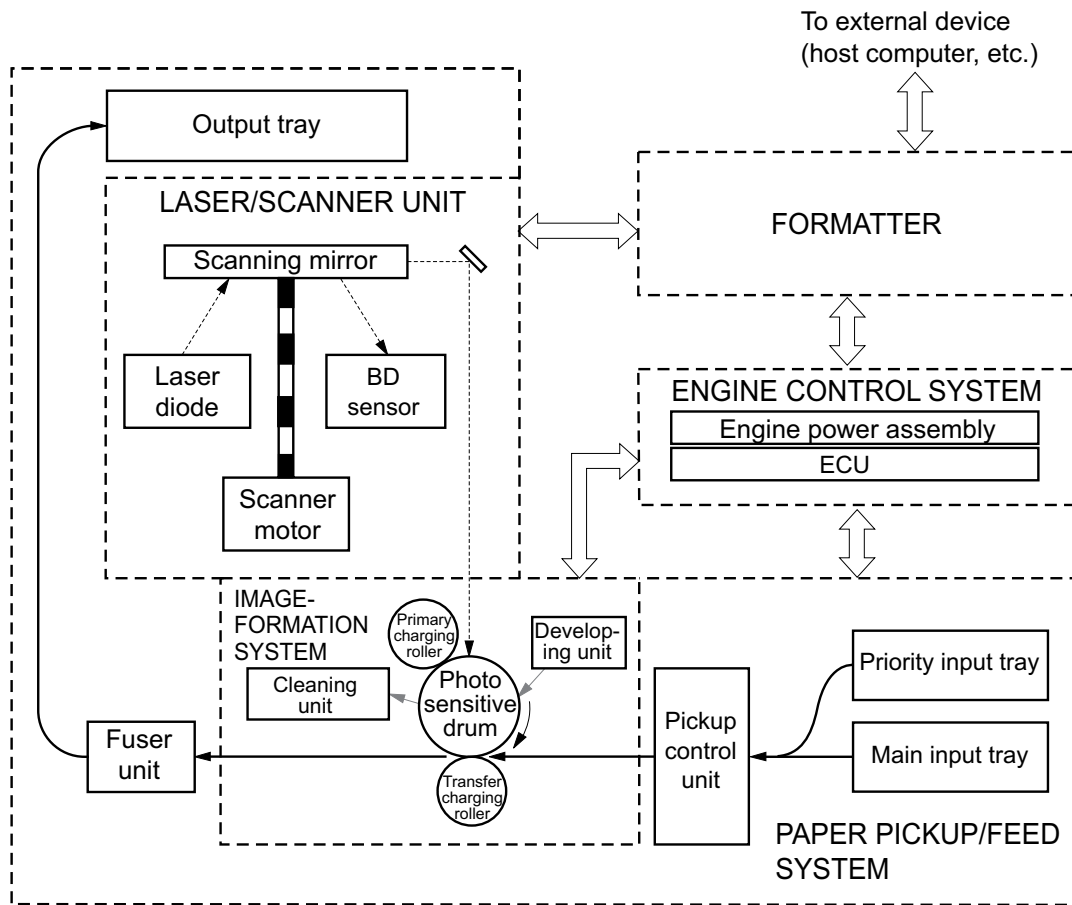 To external device
(host computer, etc.)
Output tray
LASER/SCANNER UNIT
FORMATTER
Scanning mirror
Laser
diode
BD
sensor
ENGINE CONTROL SYSTEM
Engine power assembly
ECU
Scanner
motor
IMAGE-
FORMATION
SYSTEM
Primary
charging
roller
Develop-
ing unit
Cleaning
unit
Photo
sensitive
drum
Priority input tray
Pickup
control
unit
Main input tray
Fuser
unit
Transfer
charging
roller
PAPER PICKUP/FEED
SYSTEM